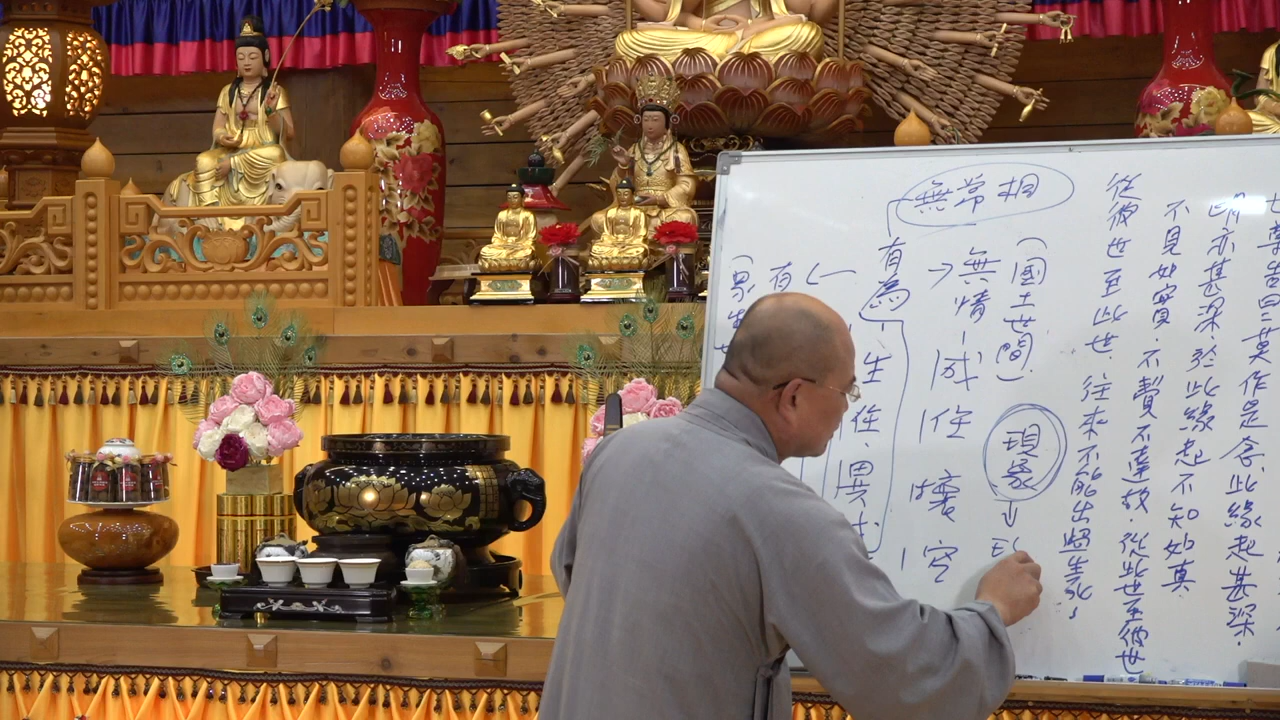 莫作是念.此緣起甚深.
明亦甚深.於此緣起不知如真
不見如實.不覺不達故.從此世至彼世
從彼世至此世.往來不能出踰生死
無常相
(國土世間)
現象→
→無情-成住壞空
有為-生住、異
←有